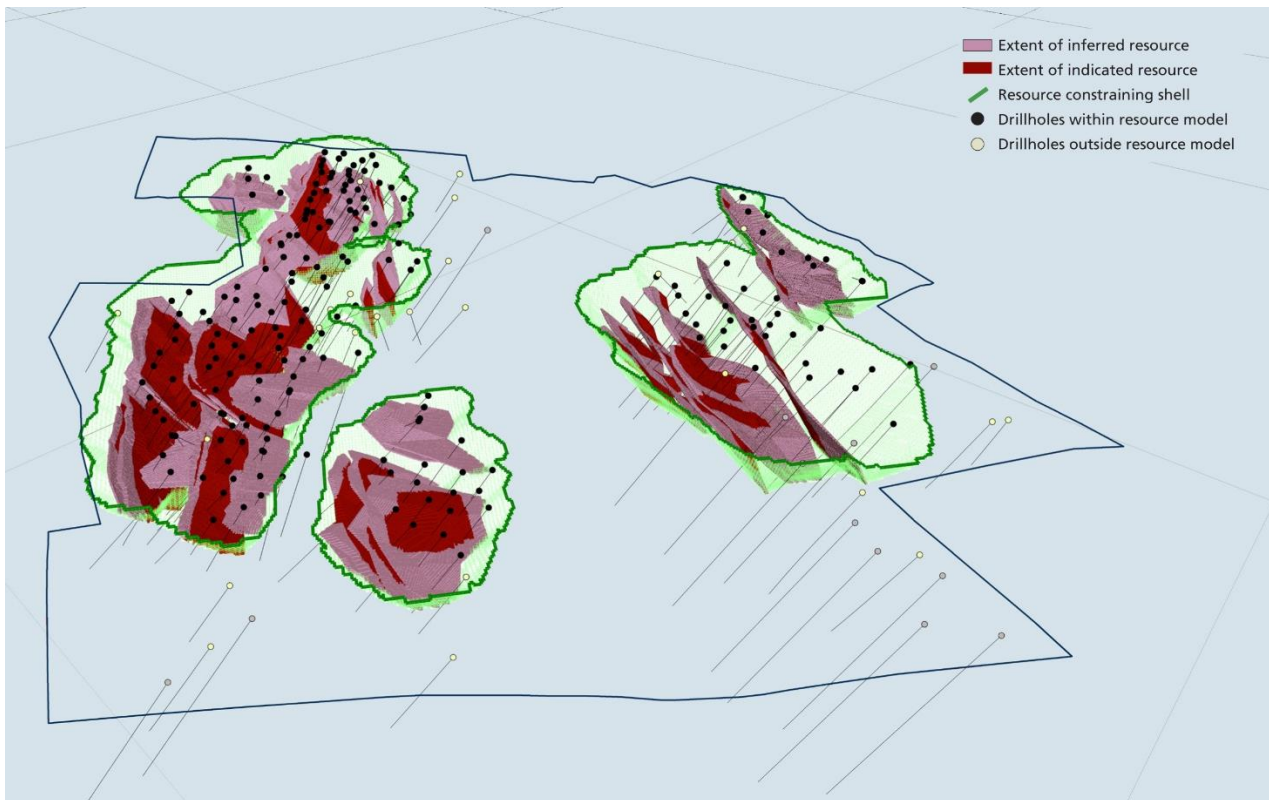 Extent of inferred resource
Extent of indicated resource
Resource constraining shell
Drillholes within resource model
Drillholes outside resource model